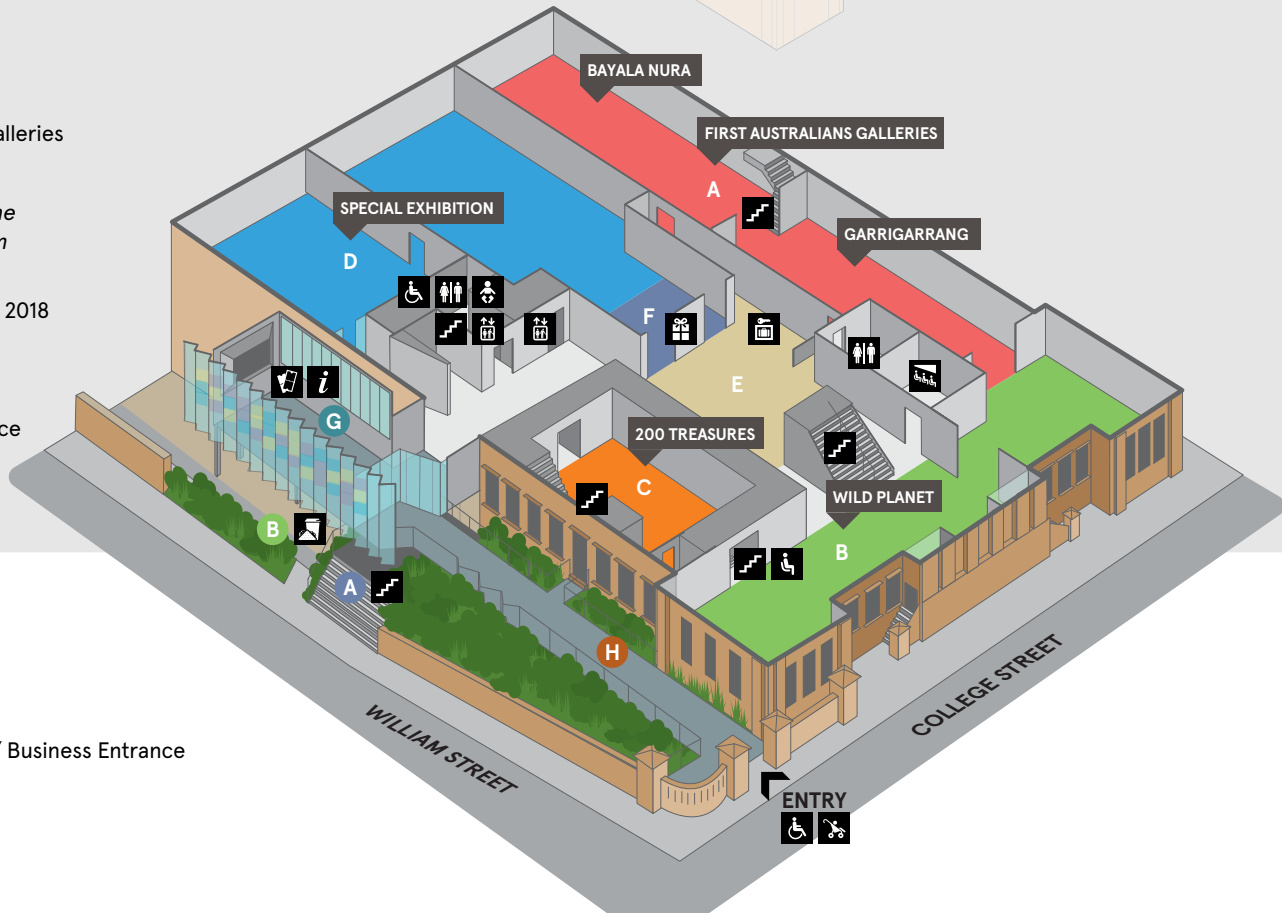 BAYALA NURA
FIRST AUSTRALIANS GALLERIES
alleries
A
ne
SPECIAL EXHIBITION
GARRIGARRANG
D
2018
F
i
E
G
ce
200 TREASURES
C
WILD PLANET
B
B
A
H
COLLEGE STREET
WILLIAM STREET
Business Entrance
ENTRY